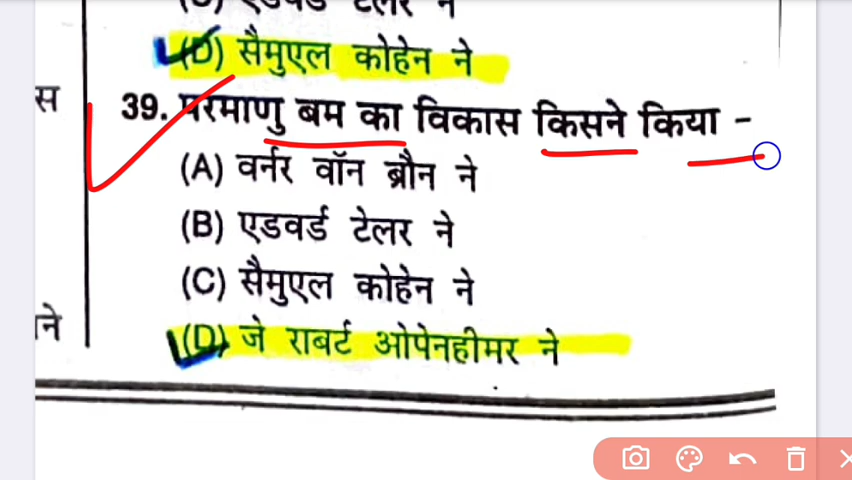 (D) सैमुएल कोहेन ने
स
39. परमाणु बम का विकास किसने किया -
(A) वर्नर वॉन ब्रौन ने
(B) एडवर्ड टेलर ने
(C) सैमुएल कोहेन ने
ने
(D) जे राबर्ट ओपेनहीमर ने